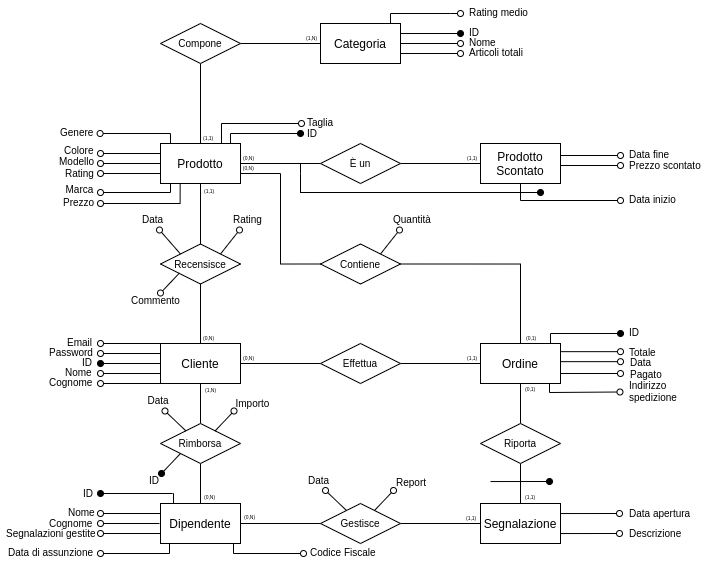 Rating medio
Compone
(1,N)
Categoria
ID
Nome
Articoli totali
Taglia
ID
Genere
(1,1)
Colore
Modello
Rating
Marca
Prezzo
Prodotto
(0,N)
(0,N)
È un
(1,1)
Prodotto
Scontato
Data fine
Prezzo scontato
Data inizio
(1,1)
Data
Rating
Quantità
Recensisce
Contiene
Commento
(0,N)
(0,1)
Email
Password
ID
Nome
Cognome
Cliente
(0,N)
Effettua
(1,1)
Ordine
ID
Totale
Data
Pagato
Indirizzo
spedizione
(1,N)
(0,1)
Data
Importo
Rimborsa
Riporta
ID
(0,N)
(1,1)
ID
Nome
Cognome
Segnalazioni gestite
Data di assunzione
Dipendente
(0,N)
Codice Fiscale
Data
Report
Gestisce
(1,1)
Segnalazione
Data apertura
Descrizione